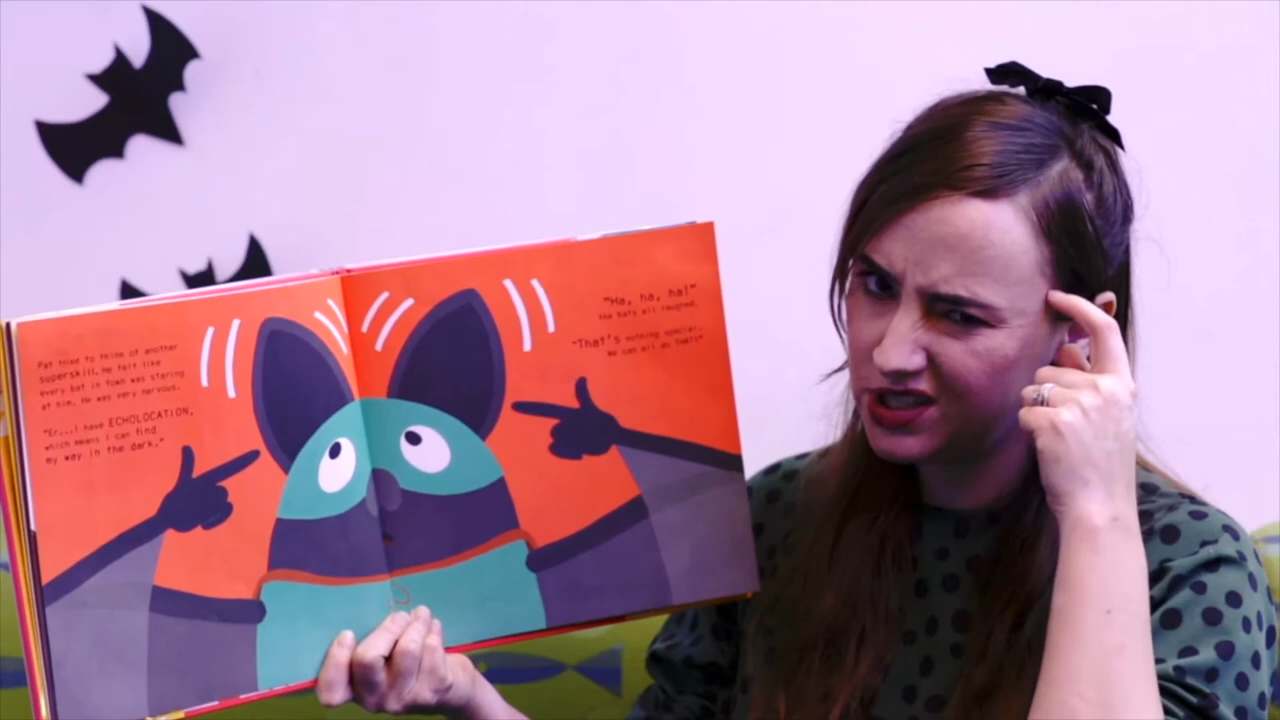 Pat tried to think of another
superskill. He felt like
every bat in town was staring
at him. He was very nervous.
"Er...I have ECHOLOCATION,
which means I can find
my way in the dark."
"Ha, ha, ha!"
the bats all laughed.
"That's nothing special.
We can all do THAT!"